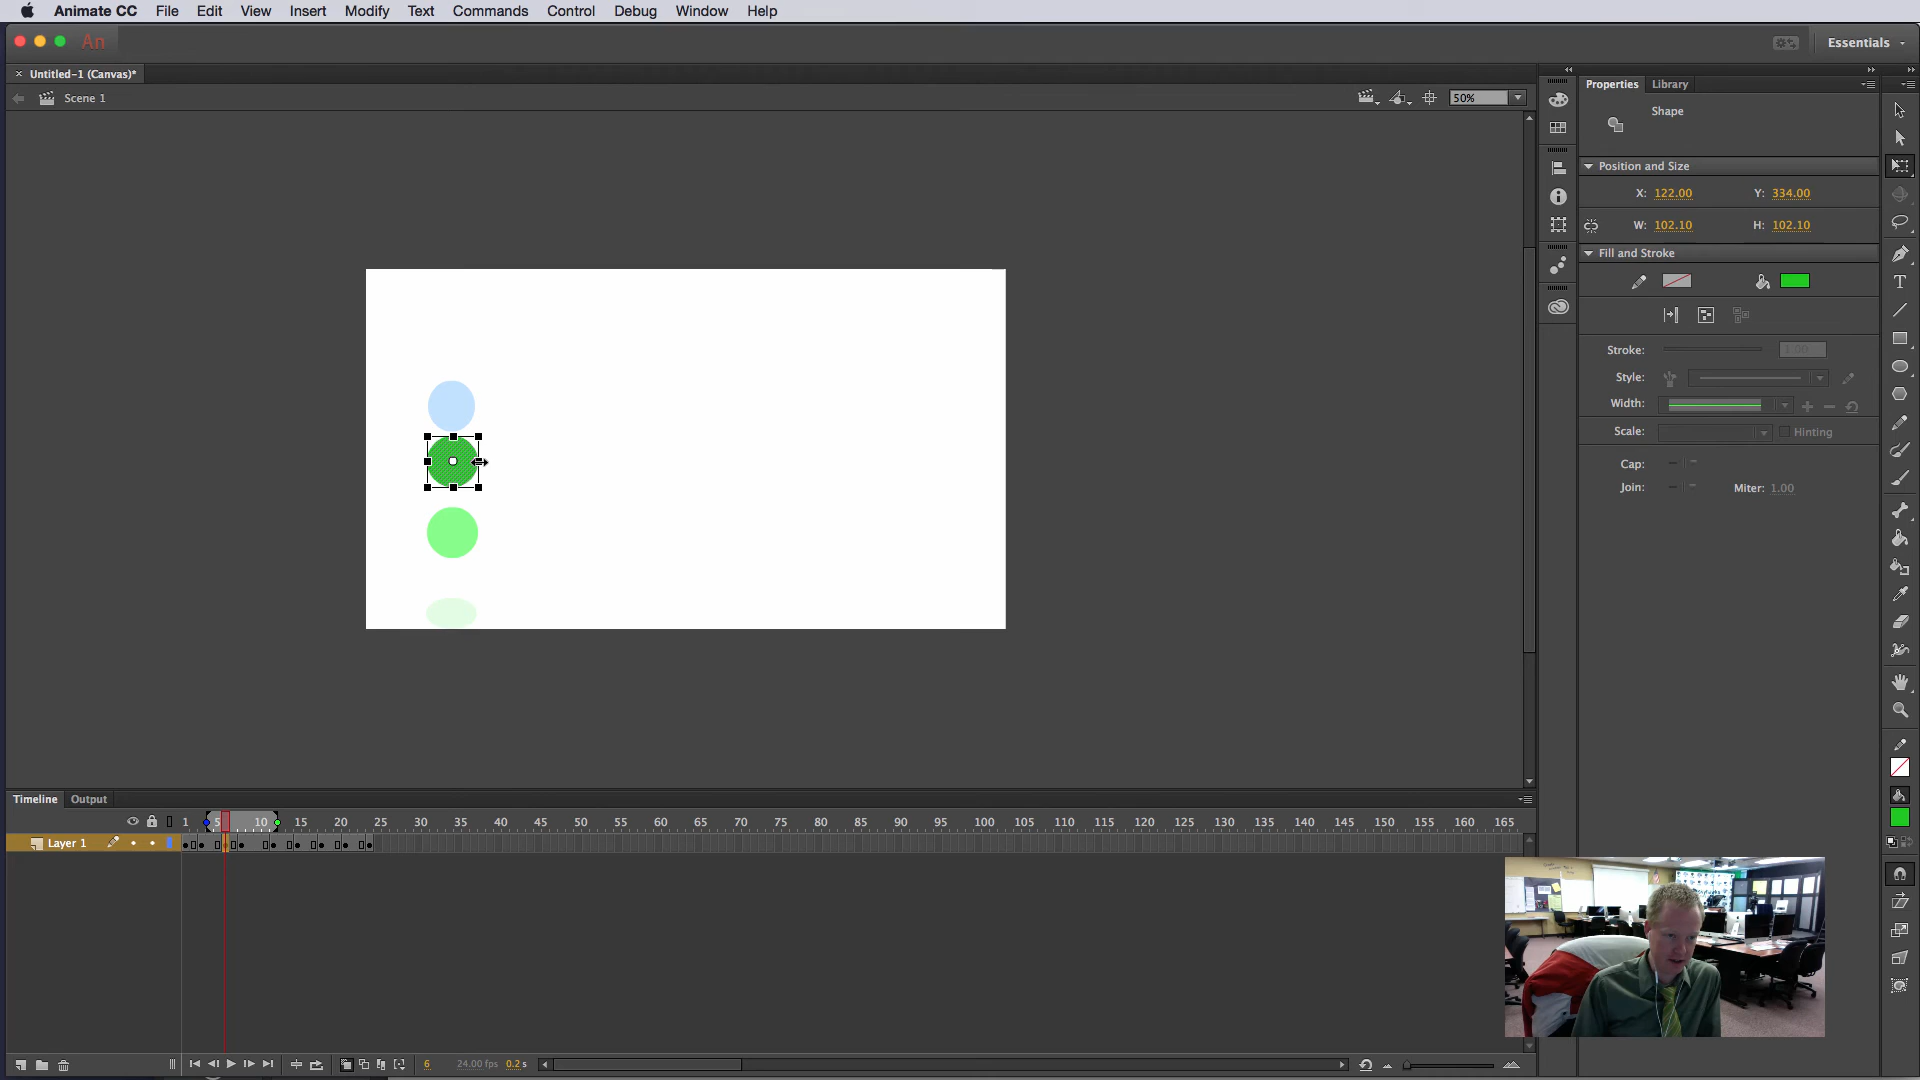 Animate CC File Edit View Insert Modify Text Commands Control Debug Window Help
An
Essentials
Untitled-1 (Canvas)*
Scene 1
50%
Properties Library
Shape
Position and Size
X: 122.00 Y: 334.00
W: 102.10 H: 102.10
Fill and Stroke
Stroke: 1.00
Style:
Width:
Scale: Hinting
Cap:
Join: Miter: 1.00
T
Timeline Output
1 5 10 15 20 25 30 35 40 45 50 55 60 65 70 75 80 85 90 95 100 105 110 115 120 125 130 135 140 145 150 155 160 165
Layer 1
6 24.00 fps 0.2 s